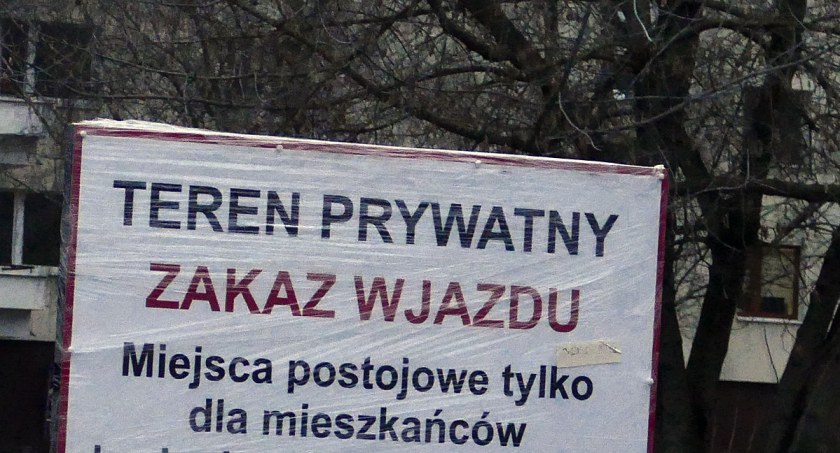 TEREN PRYWATNY
ZAKAZ WJAZDU
Miejsca postojowe tylko
dla mieszkańców